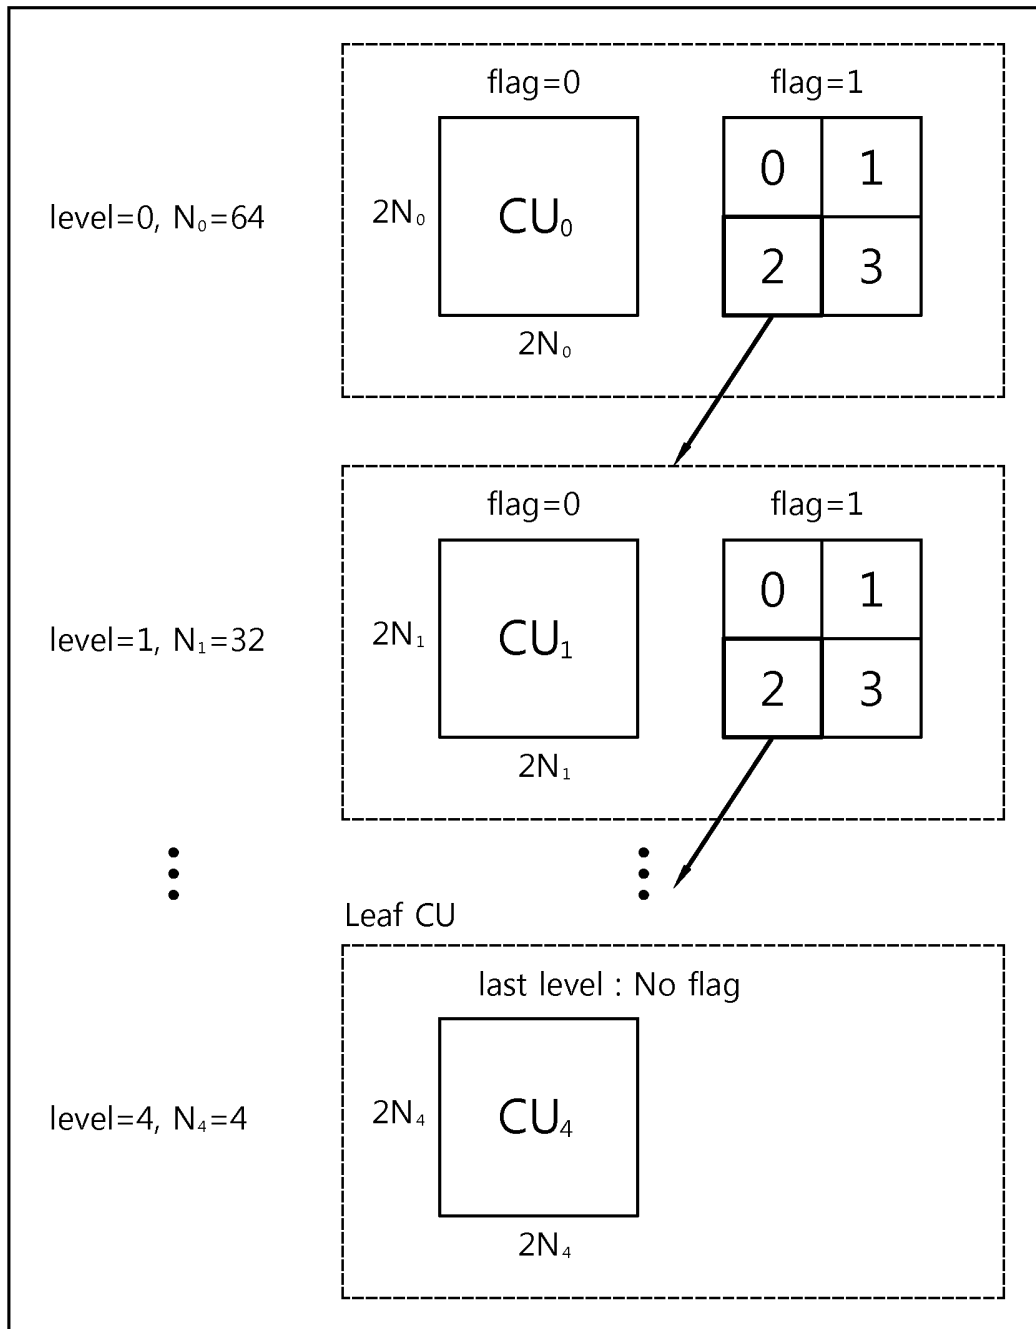 flag=0 flag=1
level=0, N₀=64
2N₀
CU₀
0 1
2 3
2N₀
flag=0 flag=1
level=1, N₁=32
2N₁
CU₁
0 1
2 3
2N₁
Leaf CU
last level : No flag
level=4, N₄=4
2N₄
CU₄
2N₄